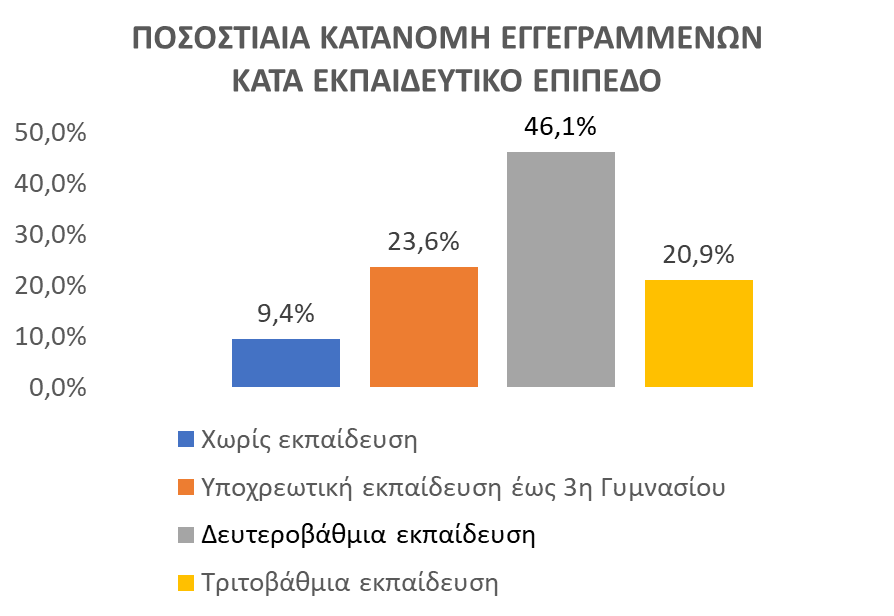 ΠΟΣΟΣΤΙΑΙΑ ΚΑΤΑΝΟΜΗ ΕΓΓΕΓΡΑΜΜΕΝΩΝ
ΚΑΤΑ ΕΚΠΑΙΔΕΥΤΙΚΟ ΕΠΙΠΕΔΟ
50,0%
40,0%
30,0%
20,0%
10,0%
0,0%
9,4%
23,6%
46,1%
20,9%
Χωρίς εκπαίδευση
Υποχρεωτική εκπαίδευση έως 3η Γυμνασίου
Δευτεροβάθμια εκπαίδευση
Τριτοβάθμια εκπαίδευση